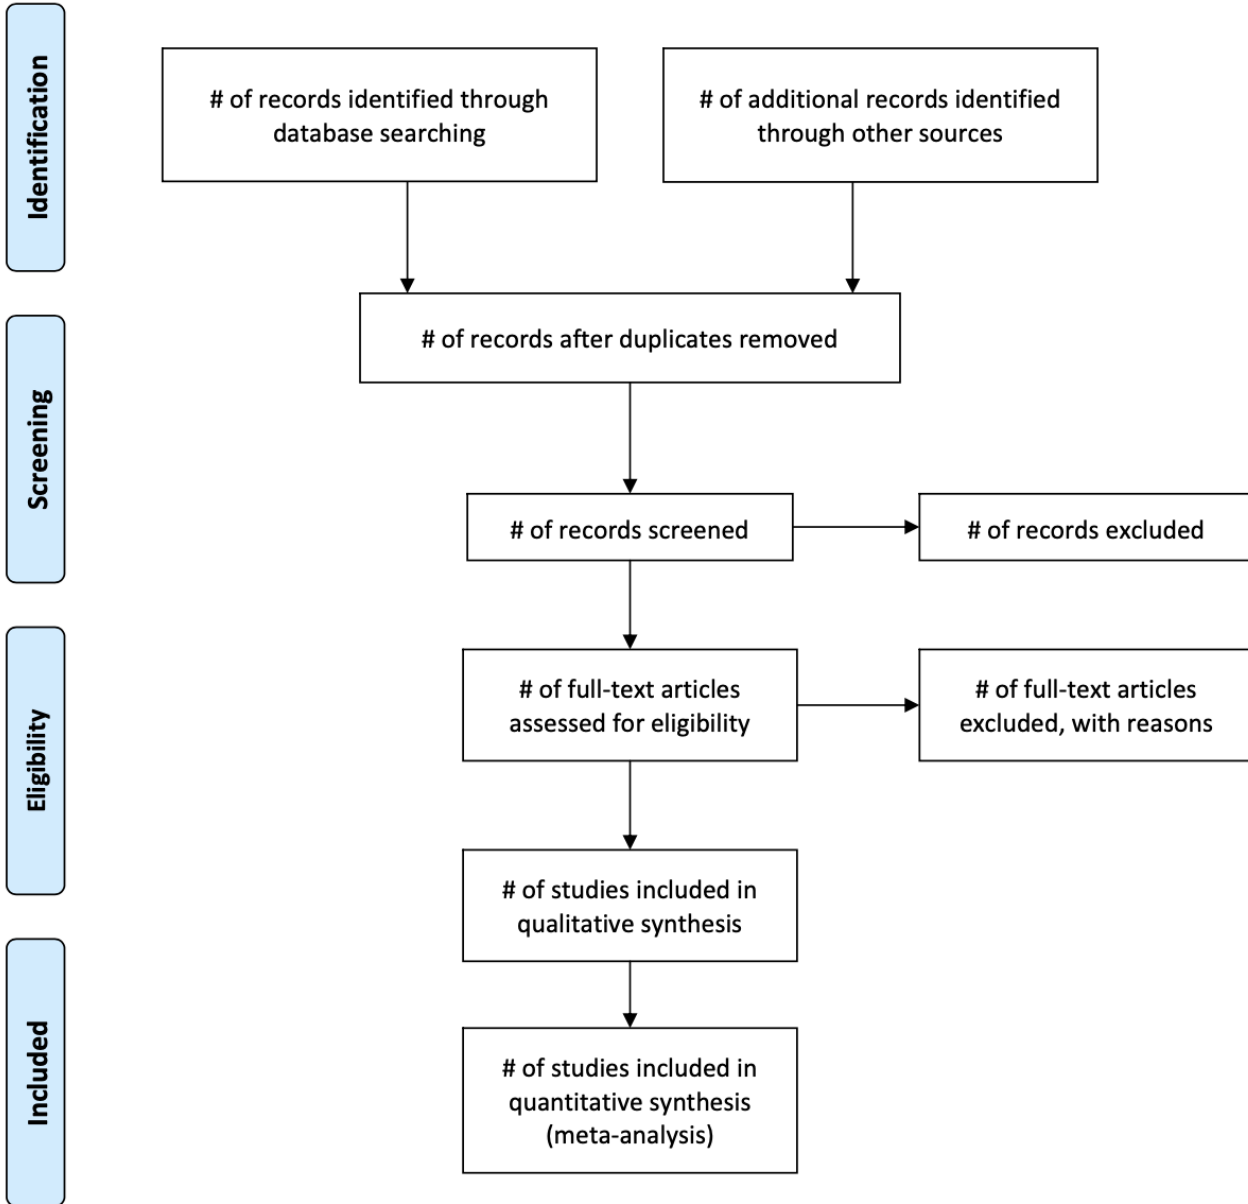 Identification
# of records identified through
database searching
# of additional records identified
through other sources
Screening
# of records after duplicates removed
# of records screened
# of records excluded
Eligibility
# of full-text articles
assessed for eligibility
# of full-text articles
excluded, with reasons
# of studies included in
qualitative synthesis
Included
# of studies included in
quantitative synthesis
(meta-analysis)